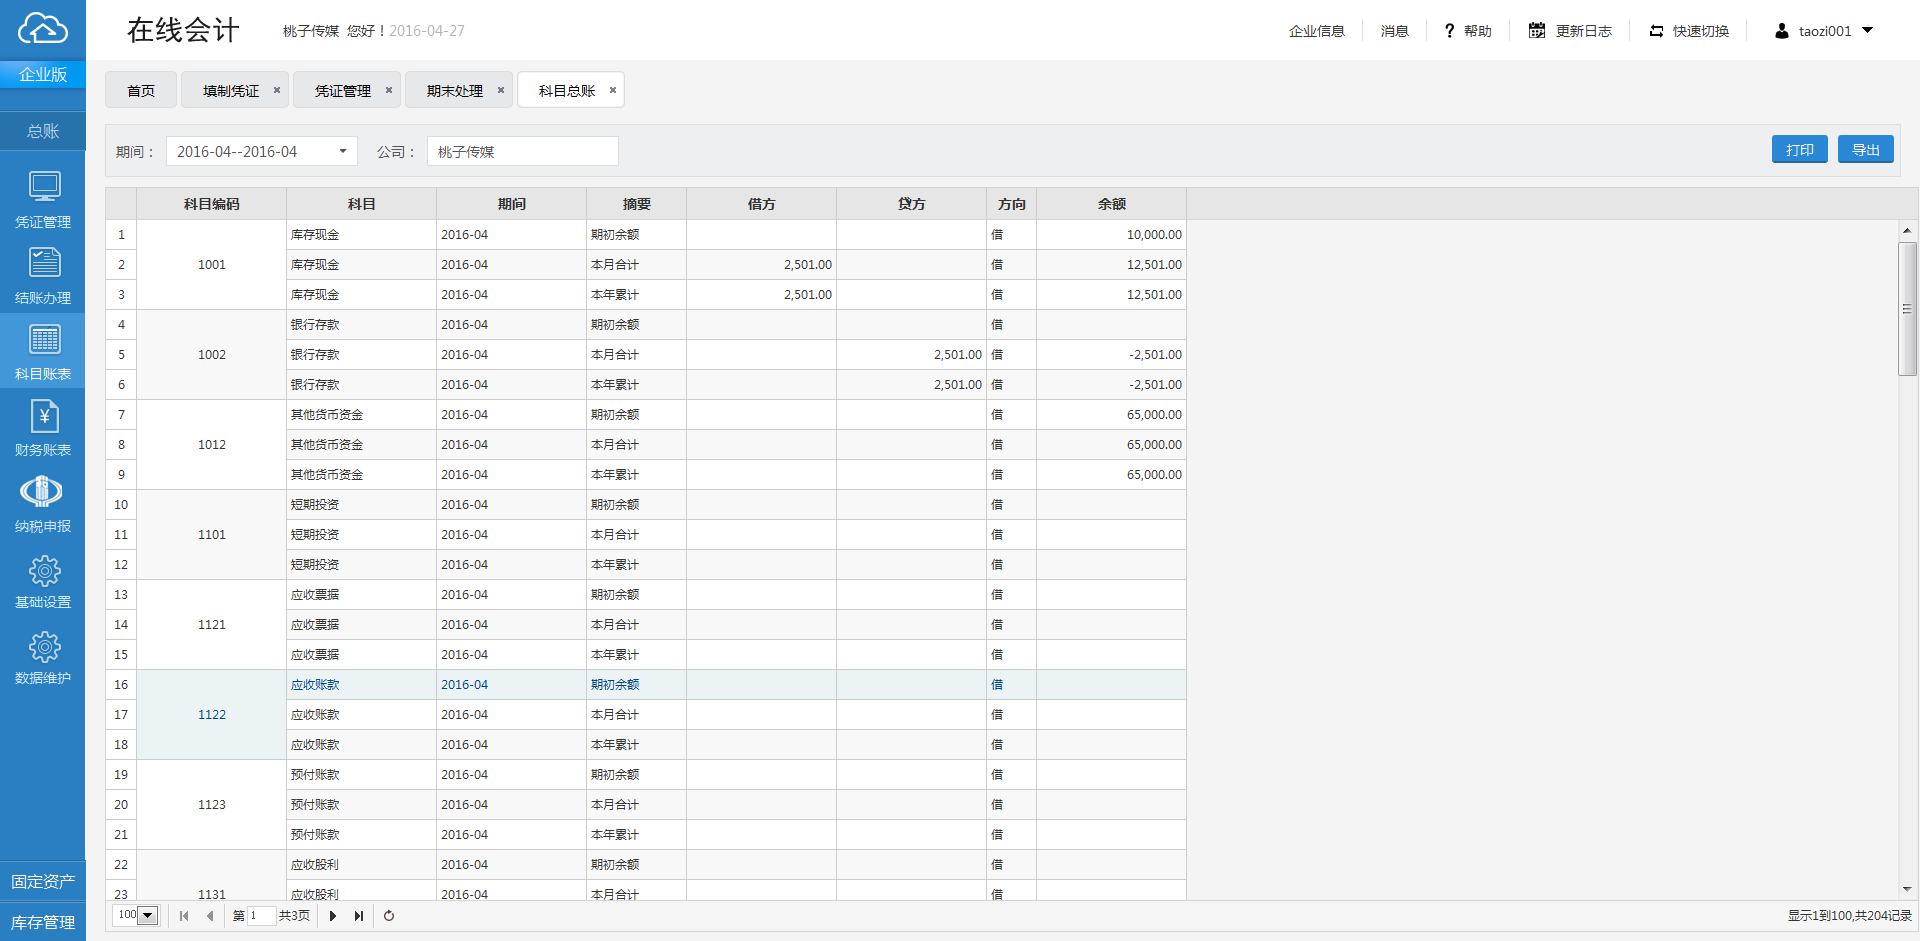 在线会计
桃子传媒 您好！2016-04-27
企业信息 消息 ? 帮助 更新日志 快速切换 taozi001
企业版
首页 填制凭证 × 凭证管理 × 期末处理 × 科目总账 ×
总账
期间： 2016-04--2016-04 公司： 桃子传媒 打印 导出
凭证管理
结账办理
科目账表
¥
财务账表
纳税申报
基础设置
数据维护
固定资产
库存管理
科目编码 科目 期间 摘要 借方 贷方 方向 余额
1 库存现金 2016-04 期初余额 借 10,000.00
2 1001 库存现金 2016-04 本月合计 2,501.00 借 12,501.00
3 库存现金 2016-04 本年累计 2,501.00 借 12,501.00
4 银行存款 2016-04 期初余额 借
5 1002 银行存款 2016-04 本月合计 2,501.00 借 -2,501.00
6 银行存款 2016-04 本年累计 2,501.00 借 -2,501.00
7 其他货币资金 2016-04 期初余额 借 65,000.00
8 1012 其他货币资金 2016-04 本月合计 借 65,000.00
9 其他货币资金 2016-04 本年累计 借 65,000.00
10 短期投资 2016-04 期初余额 借
11 1101 短期投资 2016-04 本月合计 借
12 短期投资 2016-04 本年累计 借
13 应收票据 2016-04 期初余额 借
14 1121 应收票据 2016-04 本月合计 借
15 应收票据 2016-04 本年累计 借
16 应收账款 2016-04 期初余额 借
17 1122 应收账款 2016-04 本月合计 借
18 应收账款 2016-04 本年累计 借
19 预付账款 2016-04 期初余额 借
20 1123 预付账款 2016-04 本月合计 借
21 预付账款 2016-04 本年累计 借
22 应收股利 2016-04 期初余额 借
23 1131 应收股利 2016-04 本月合计 借
100 第 1 共3页 显示1到100,共204记录